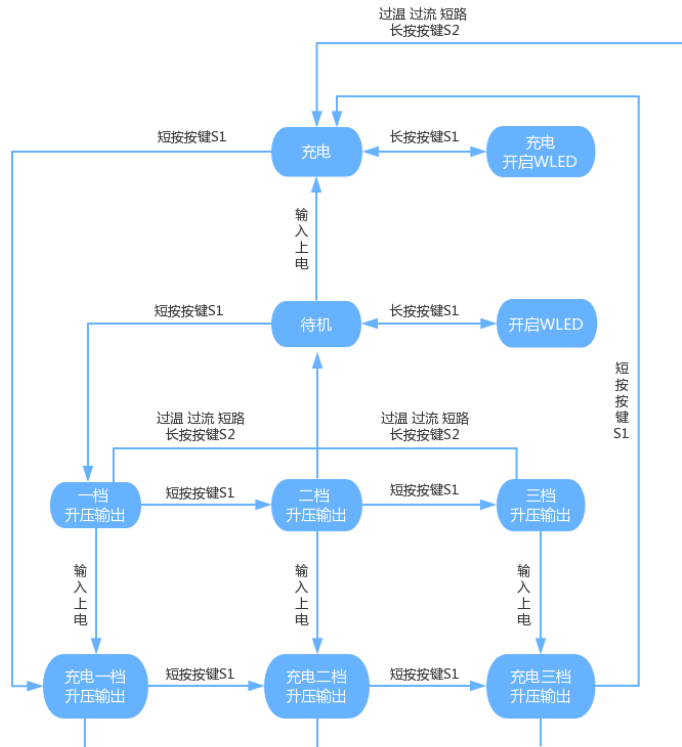 过温 过流 短路
长按按键S2
短按按键S1
充电
长按按键S1
充电
开启WLED
输
入
上
电
短按按键S1
待机
长按按键S1
开启WLED
短
按
按
键
S1
过温 过流 短路
长按按键S2
过温 过流 短路
长按按键S2
一档
升压输出
短按按键S1
二档
升压输出
短按按键S1
三档
升压输出
输
入
上
电
输
入
上
电
输
入
上
电
充电一档
升压输出
短按按键S1
充电二档
升压输出
短按按键S1
充电三档
升压输出